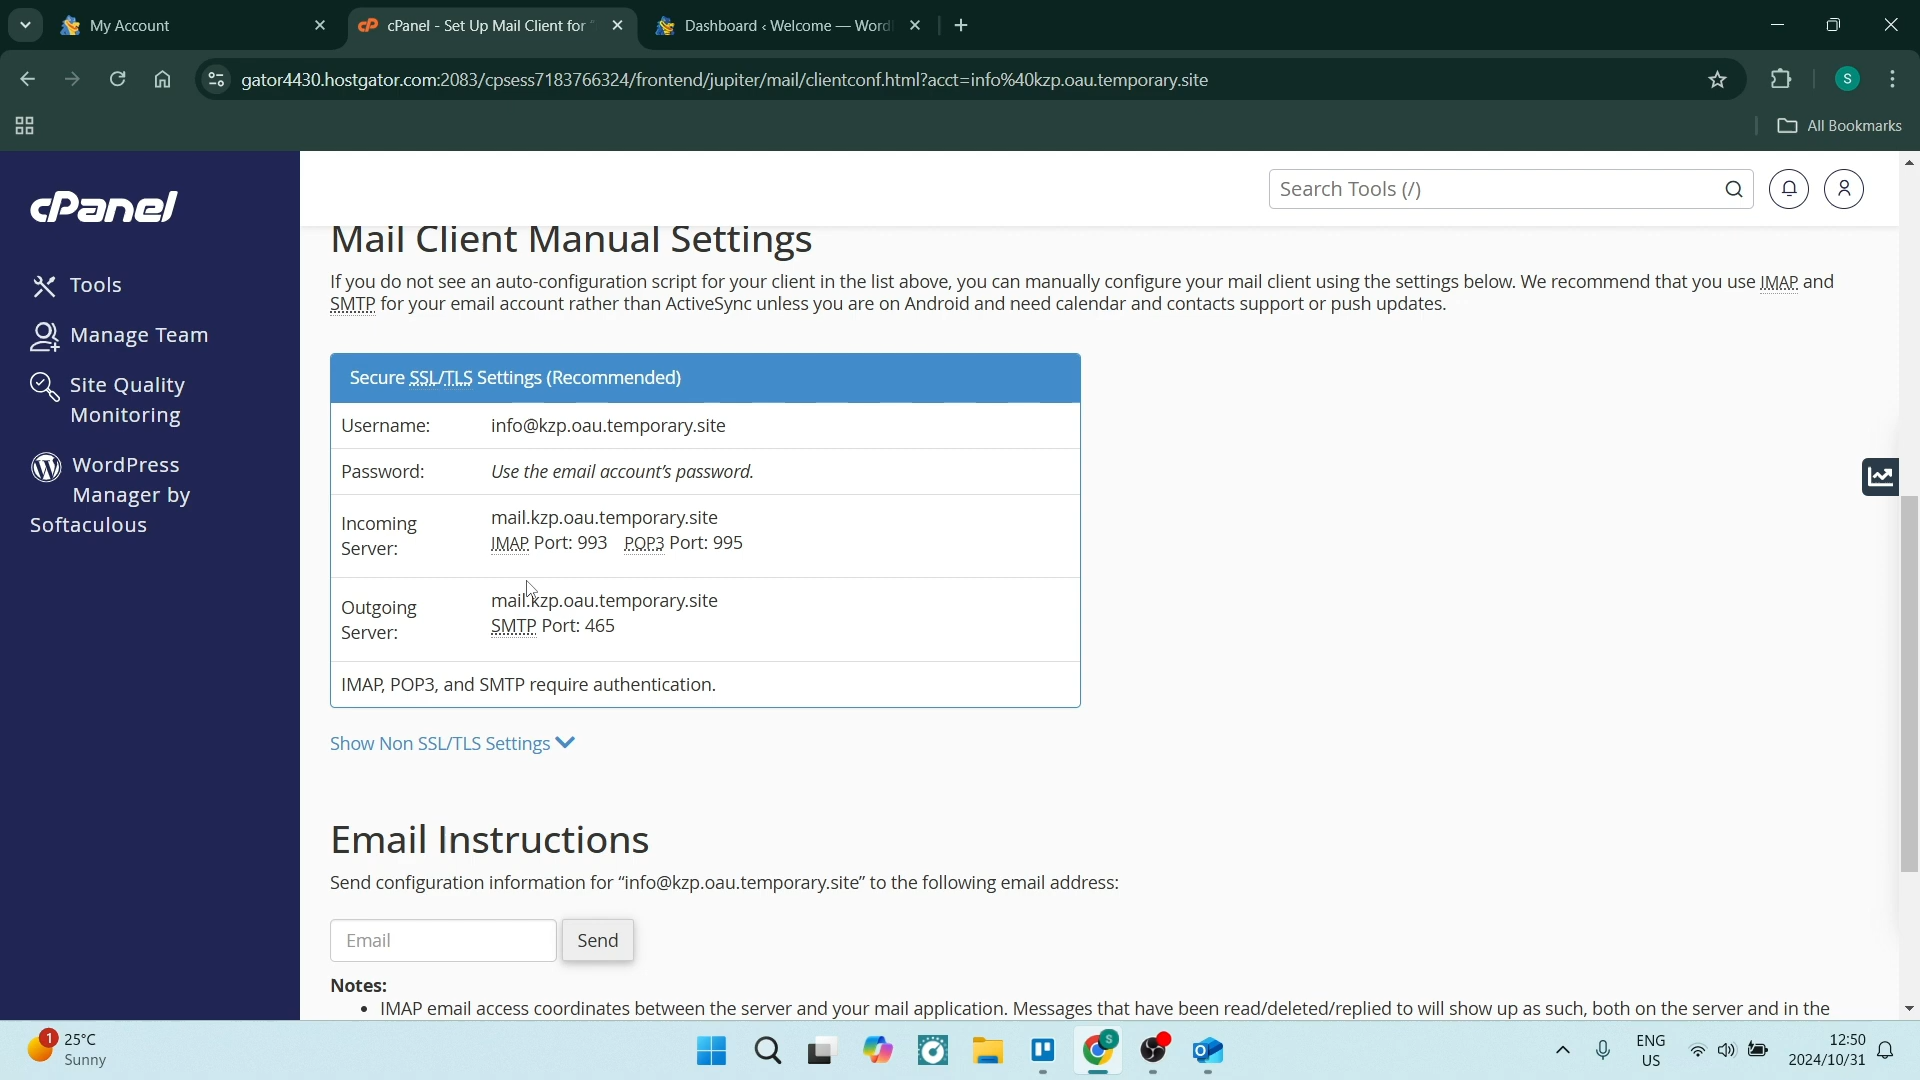 My Account
cPanel - Set Up Mail Client for "
Dashboard ‹ Welcome — Word
gator4430.hostgator.com:2083/cpsess7183766324/frontend/jupiter/mail/clientconf.html?acct=info%40kzp.oau.temporary.site
S
All Bookmarks
cPanel
Search Tools (/)
Tools
Manage Team
Site Quality
Monitoring
WordPress
Manager by
Softaculous
Mail Client Manual Settings
If you do not see an auto-configuration script for your client in the list above, you can manually configure your mail client using the settings below. We recommend that you use IMAP and
SMTP for your email account rather than ActiveSync unless you are on Android and need calendar and contacts support or push updates.
Secure SSL/TLS Settings (Recommended)
Username: info@kzp.oau.temporary.site
Password: Use the email account's password.
Incoming
Server:
mail.kzp.oau.temporary.site
IMAP Port: 993 POP3 Port: 995
Outgoing
Server:
mail.kzp.oau.temporary.site
SMTP Port: 465
IMAP, POP3, and SMTP require authentication.
Show Non SSL/TLS Settings
Email Instructions
Send configuration information for “info@kzp.oau.temporary.site” to the following email address:
Email
Send
Notes:
• IMAP email access coordinates between the server and your mail application. Messages that have been read/deleted/replied to will show up as such, both on the server and in the
1
25°C
Sunny
S
ENG
US
12:50
2024/10/31